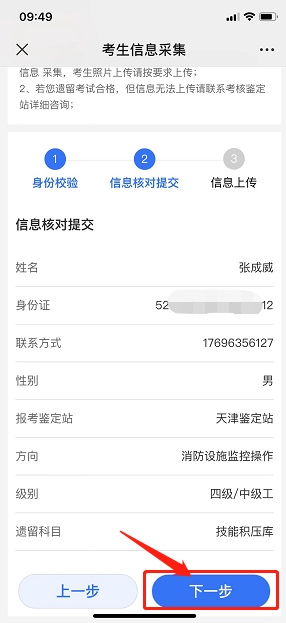 09:49
考生信息采集
信息 采集，考生照片上传请按要求上传；
2、若您遗留考试合格，但信息无法上传请联系考核鉴定
站详细咨询；
1 2 3
身份校验 信息核对提交 信息上传
信息核对提交
姓名 张成威
身份证 52 12
联系方式 17696356127
性别 男
报考鉴定站 天津鉴定站
方向 消防设施监控操作
级别 四级/中级工
遗留科目 技能积压库
上一步 下一步